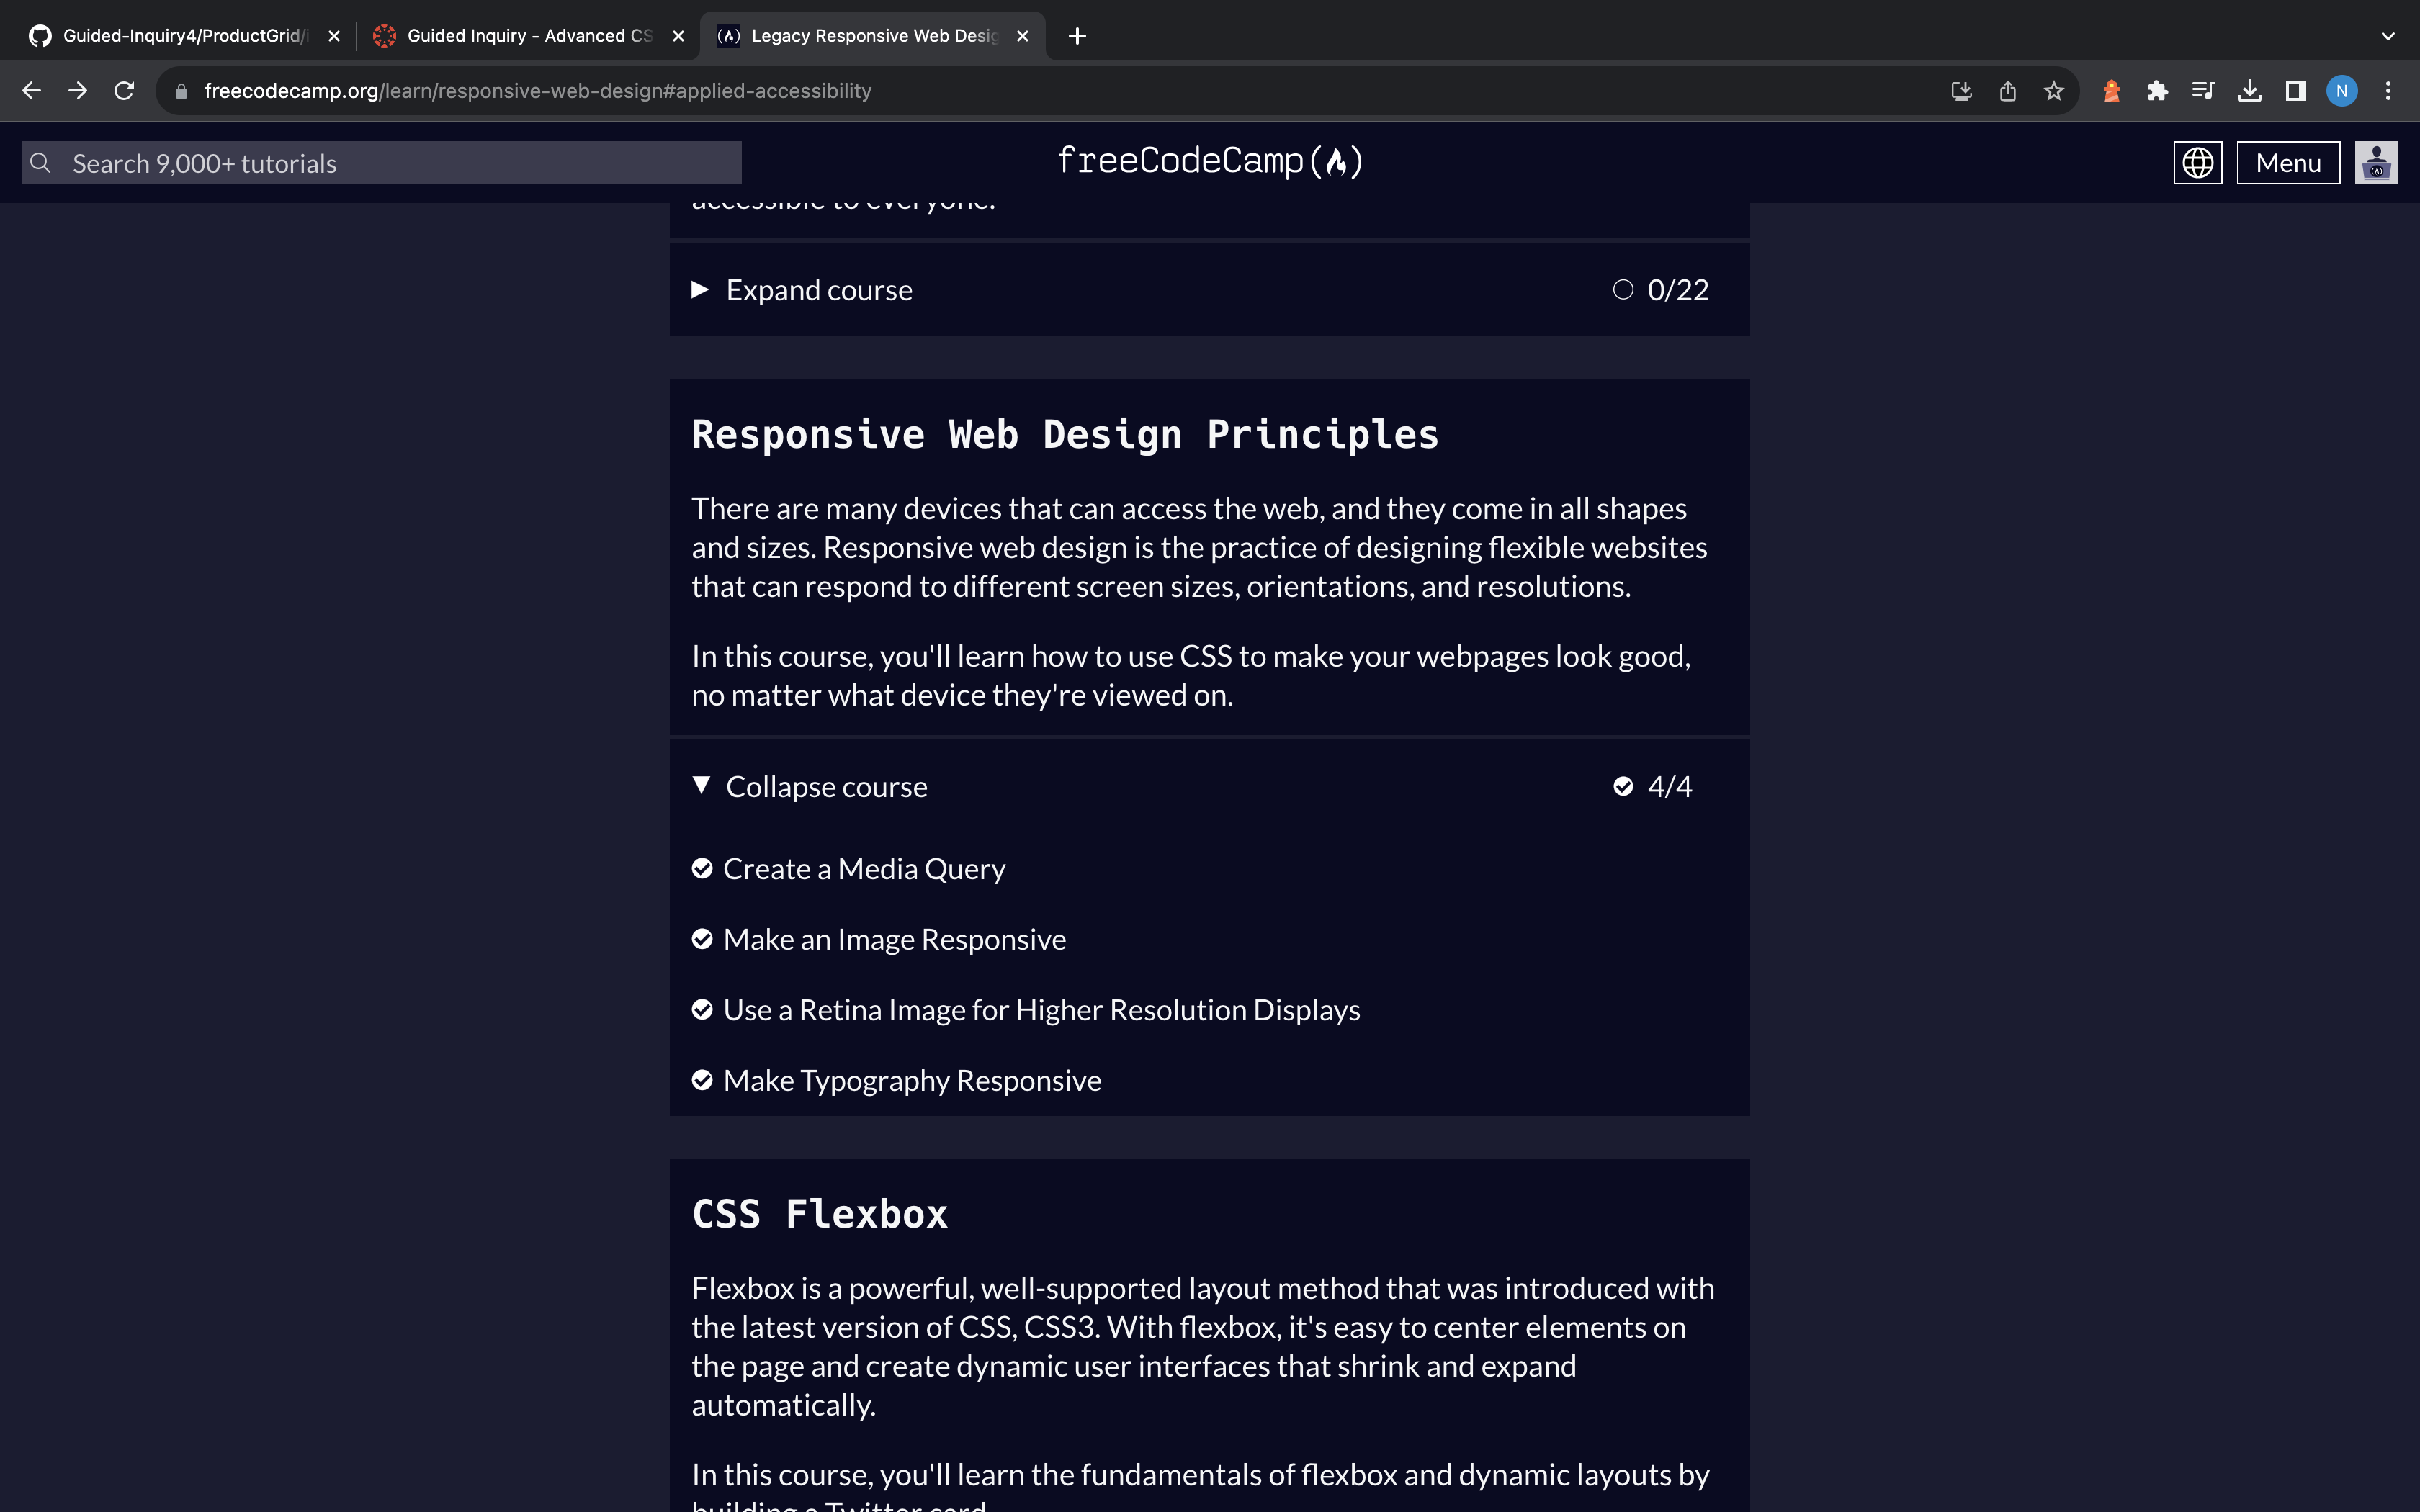 Guided-Inquiry4/ProductGrid/i
Guided Inquiry - Advanced CS
Legacy Responsive Web Desig
freecodecamp.org/learn/responsive-web-design#applied-accessibility
N
Search 9,000+ tutorials
freeCodeCamp(🔥)
Menu
accessible to everyone.
Expand course 0/22
Responsive Web Design Principles
There are many devices that can access the web, and they come in all shapes
and sizes. Responsive web design is the practice of designing flexible websites
that can respond to different screen sizes, orientations, and resolutions.
In this course, you'll learn how to use CSS to make your webpages look good,
no matter what device they're viewed on.
Collapse course 4/4
Create a Media Query
Make an Image Responsive
Use a Retina Image for Higher Resolution Displays
Make Typography Responsive
CSS Flexbox
Flexbox is a powerful, well-supported layout method that was introduced with
the latest version of CSS, CSS3. With flexbox, it's easy to center elements on
the page and create dynamic user interfaces that shrink and expand
automatically.
In this course, you'll learn the fundamentals of flexbox and dynamic layouts by
building a Twitter card.